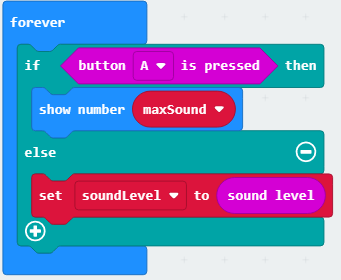 forever
if button A is pressed then
show number maxSound
else
set soundLevel to sound level